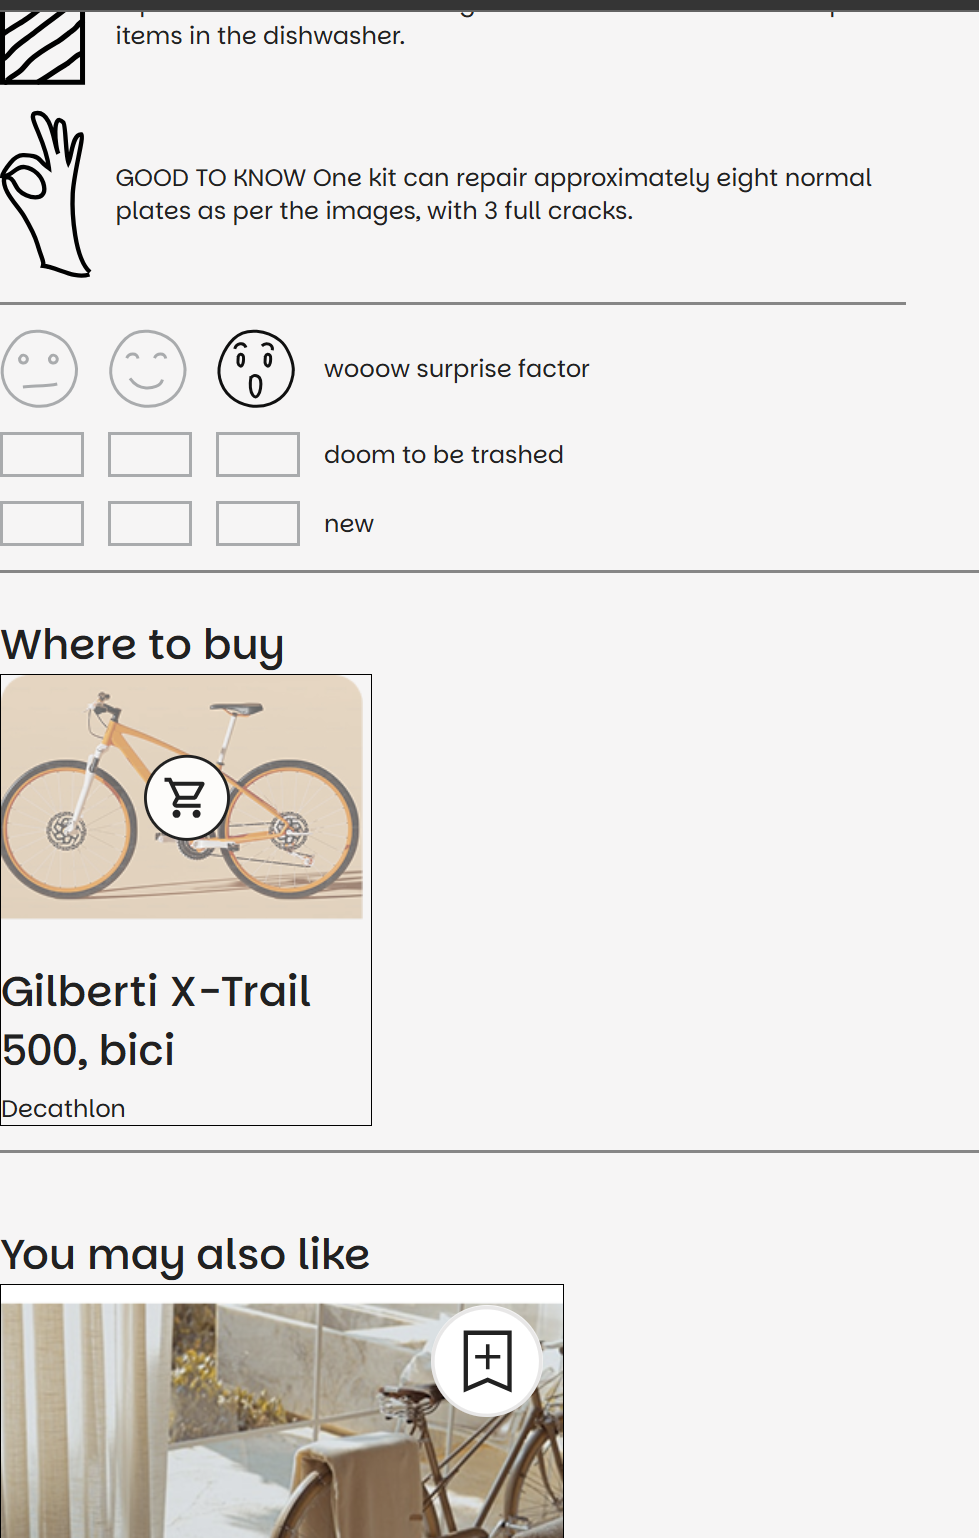 items in the dishwasher.
GOOD TO KNOW One kit can repair approximately eight normal
plates as per the images, with 3 full cracks.
wooow surprise factor
doom to be trashed
new
Where to buy
Gilberti X-Trail
500, bici
Decathlon
You may also like